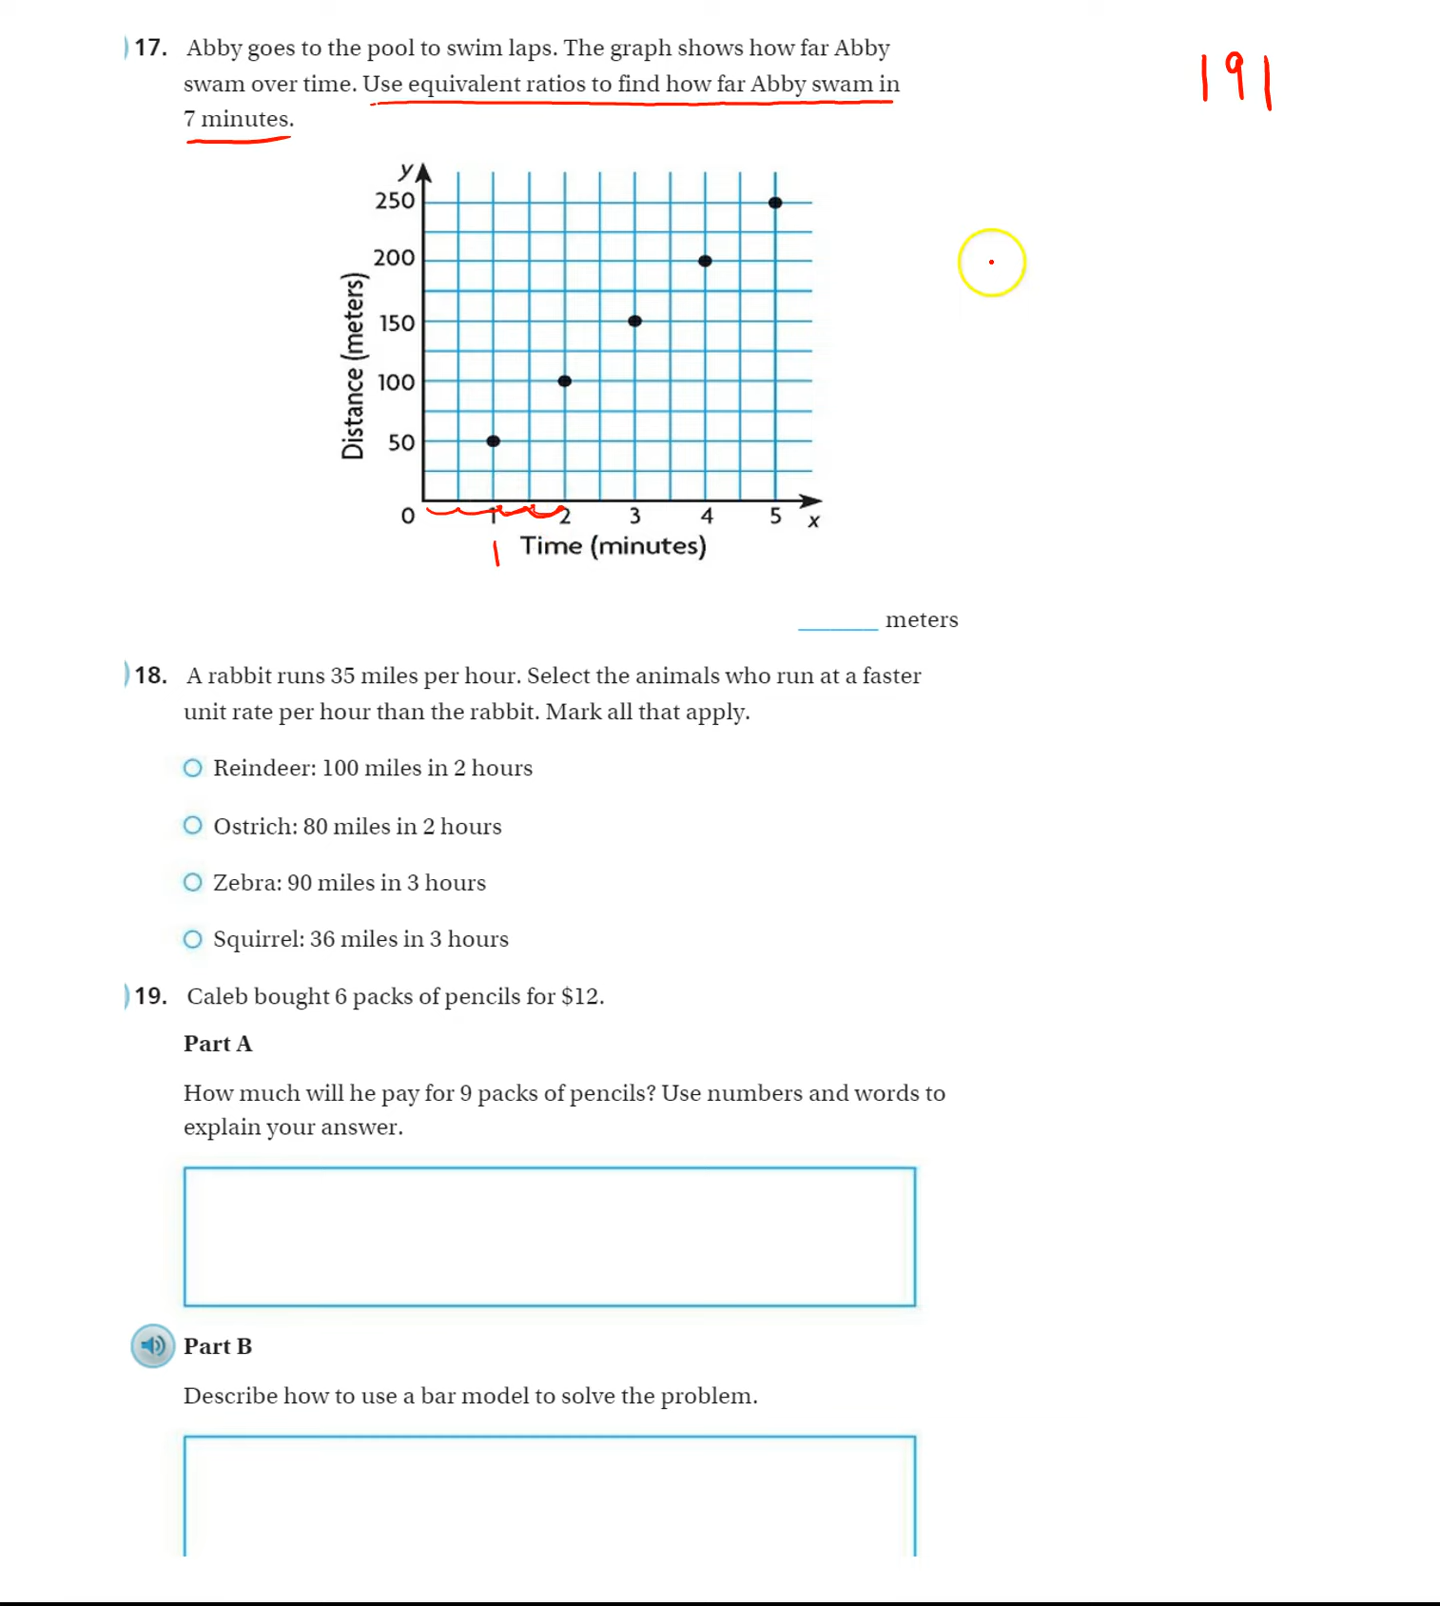 17. Abby goes to the pool to swim laps. The graph shows how far Abby
swam over time. Use equivalent ratios to find how far Abby swam in
7 minutes.
191
y
250
200
150
100
50
0
1
2
3
4
5
x
Distance (meters)
1
Time (minutes)
meters
18. A rabbit runs 35 miles per hour. Select the animals who run at a faster
unit rate per hour than the rabbit. Mark all that apply.
Reindeer: 100 miles in 2 hours
Ostrich: 80 miles in 2 hours
Zebra: 90 miles in 3 hours
Squirrel: 36 miles in 3 hours
19. Caleb bought 6 packs of pencils for $12.
Part A
How much will he pay for 9 packs of pencils? Use numbers and words to
explain your answer.
Part B
Describe how to use a bar model to solve the problem.